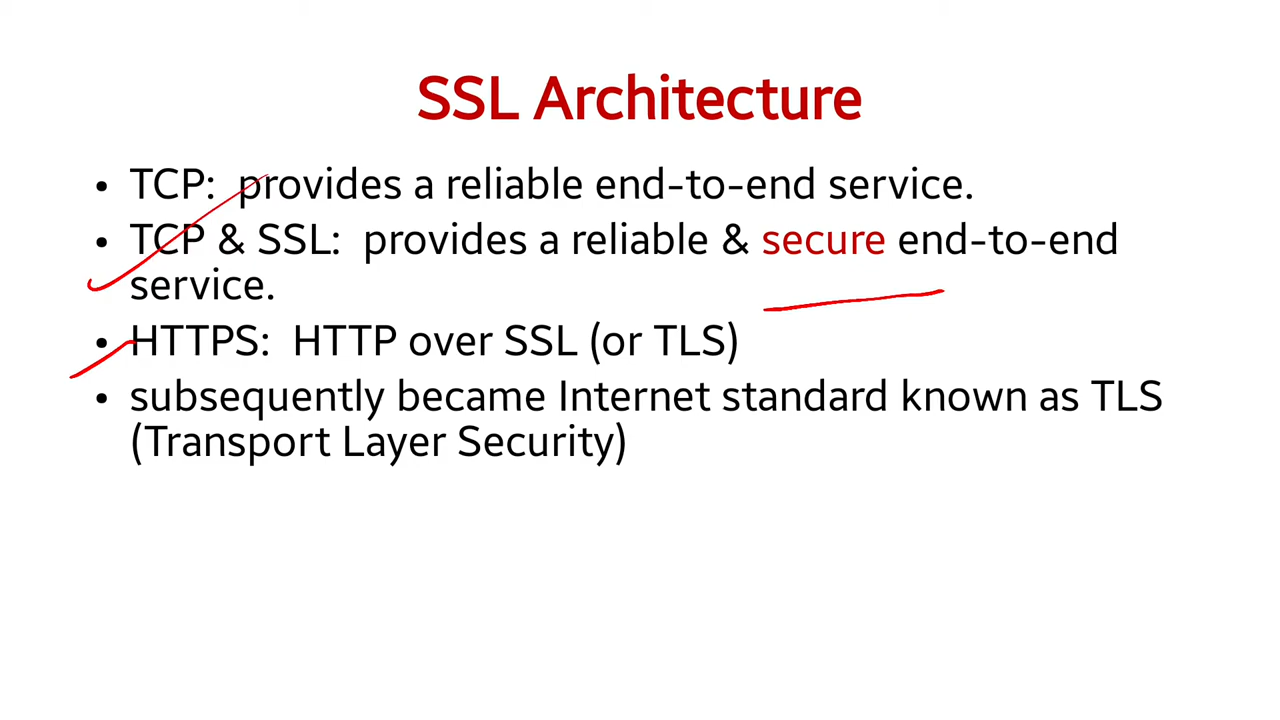 SSL Architecture
• TCP:  provides a reliable end-to-end service.
• TCP & SSL:  provides a reliable & secure end-to-end
service.
• HTTPS:  HTTP over SSL (or TLS)
• subsequently became Internet standard known as TLS
(Transport Layer Security)